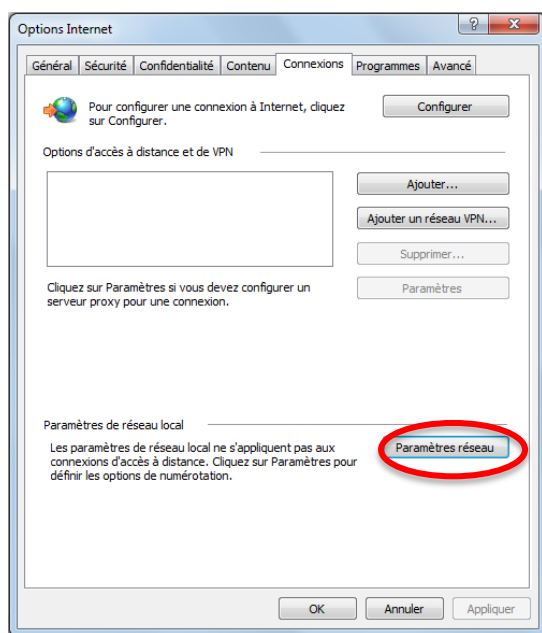 Options Internet
Général Sécurité Confidentialité Contenu Connexions Programmes Avancé
Pour configurer une connexion à Internet, cliquez
sur Configurer.
Configurer
Options d'accès à distance et de VPN
Ajouter...
Ajouter un réseau VPN...
Supprimer...
Cliquez sur Paramètres si vous devez configurer un
serveur proxy pour une connexion.
Paramètres
Paramètres de réseau local
Les paramètres de réseau local ne s'appliquent pas aux
connexions d'accès à distance. Cliquez sur Paramètres pour
définir les options de numérotation.
Paramètres réseau
OK Annuler Appliquer